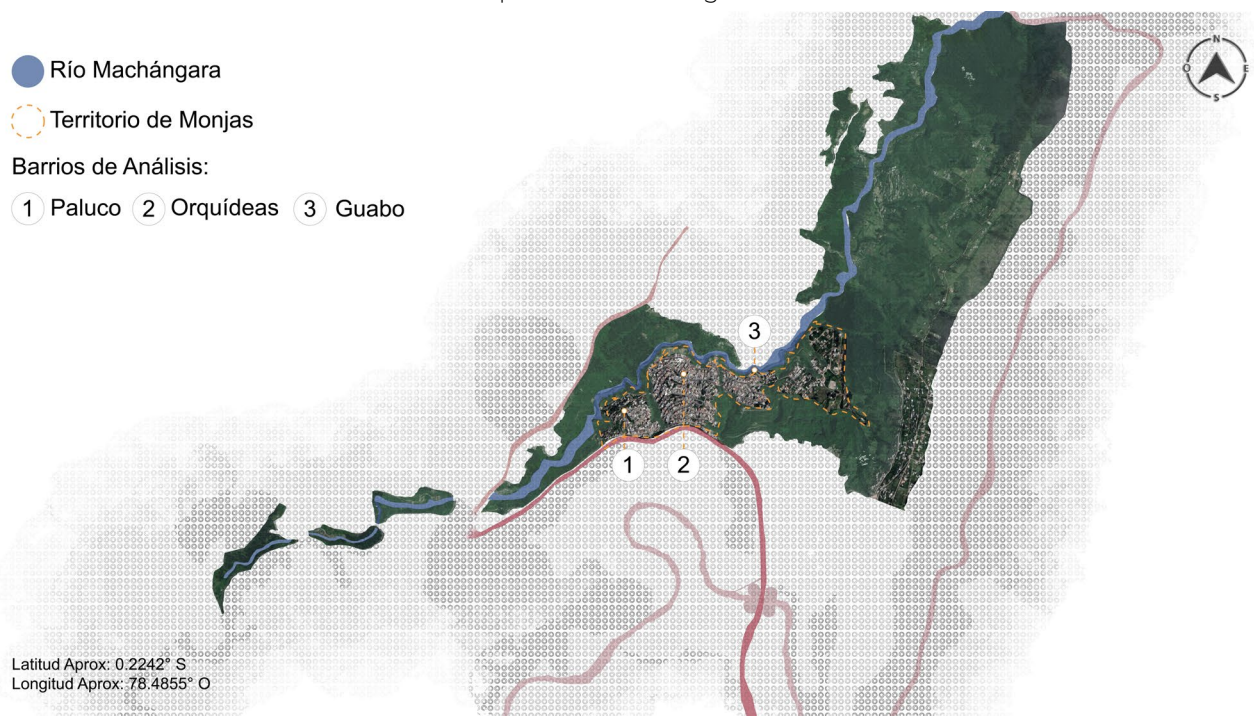 Río Machángara
Territorio de Monjas
Barrios de Análisis:
1 Paluco 2 Orquídeas 3 Guabo
N
O E
S
3
1 2
Latitud Aprox: 0.2242° S
Longitud Aprox: 78.4855° O